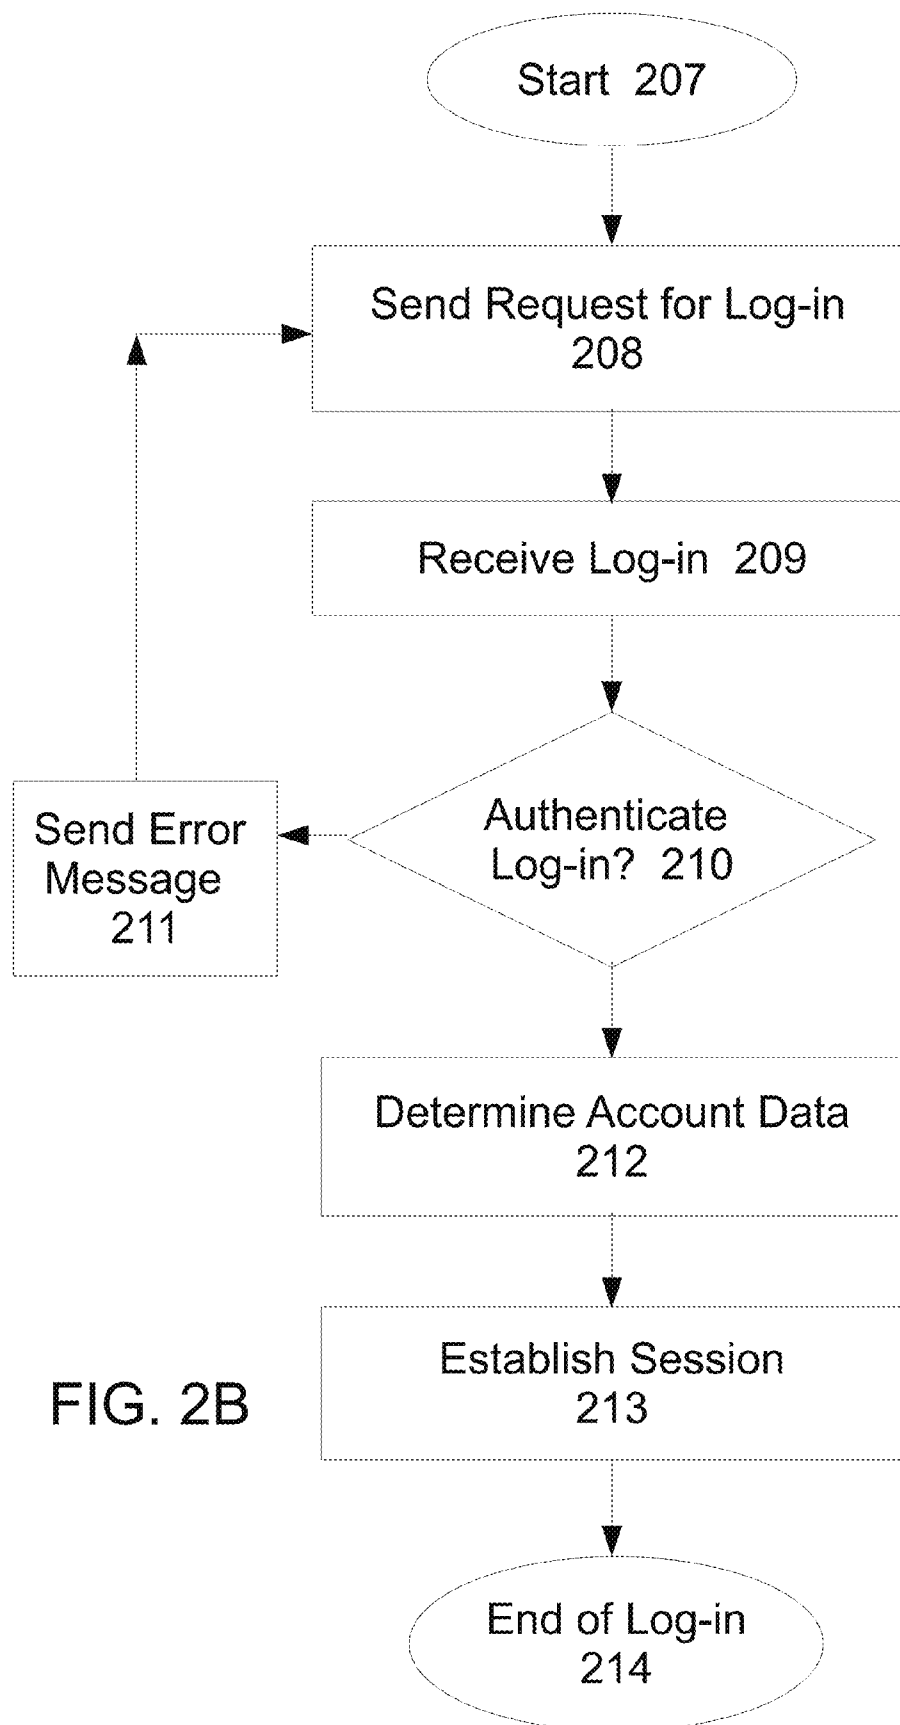 Start 207
Send Request for Log-in
208
Receive Log-in 209
Authenticate
Log-in? 210
Send Error
Message
211
Determine Account Data
212
Establish Session
213
FIG. 2B
End of Log-in
214